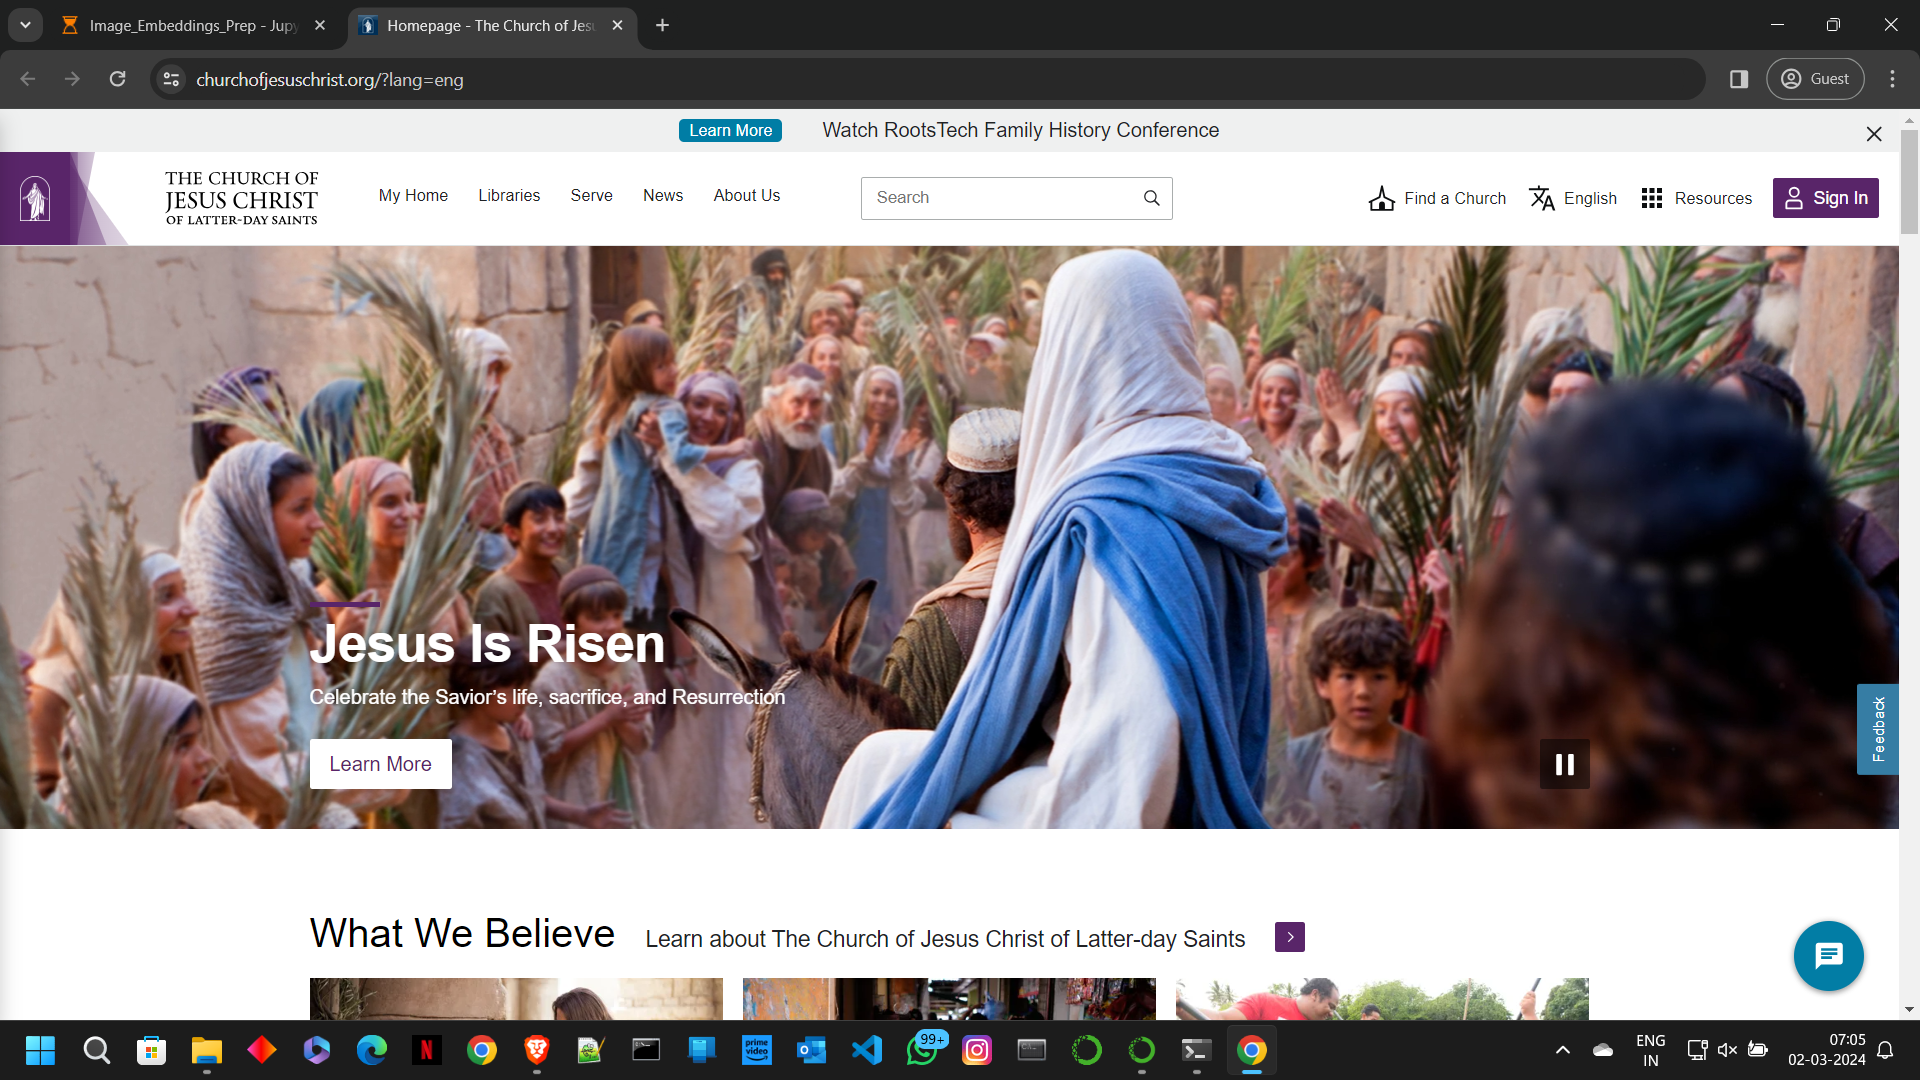 Image_Embeddings_Prep - Jupy
Homepage - The Church of Jes
churchofjesuschrist.org/?lang=eng
Guest
Learn More
Watch RootsTech Family History Conference
THE CHURCH OF
JESUS CHRIST
OF LATTER-DAY SAINTS
My Home
Libraries
Serve
News
About Us
Search
Find a Church
English
Resources
Sign In
Jesus Is Risen
Celebrate the Savior’s life, sacrifice, and Resurrection
Learn More
Feedback
What We Believe
Learn about The Church of Jesus Christ of Latter-day Saints
prime
video
99+
ENG
IN
07:05
02-03-2024